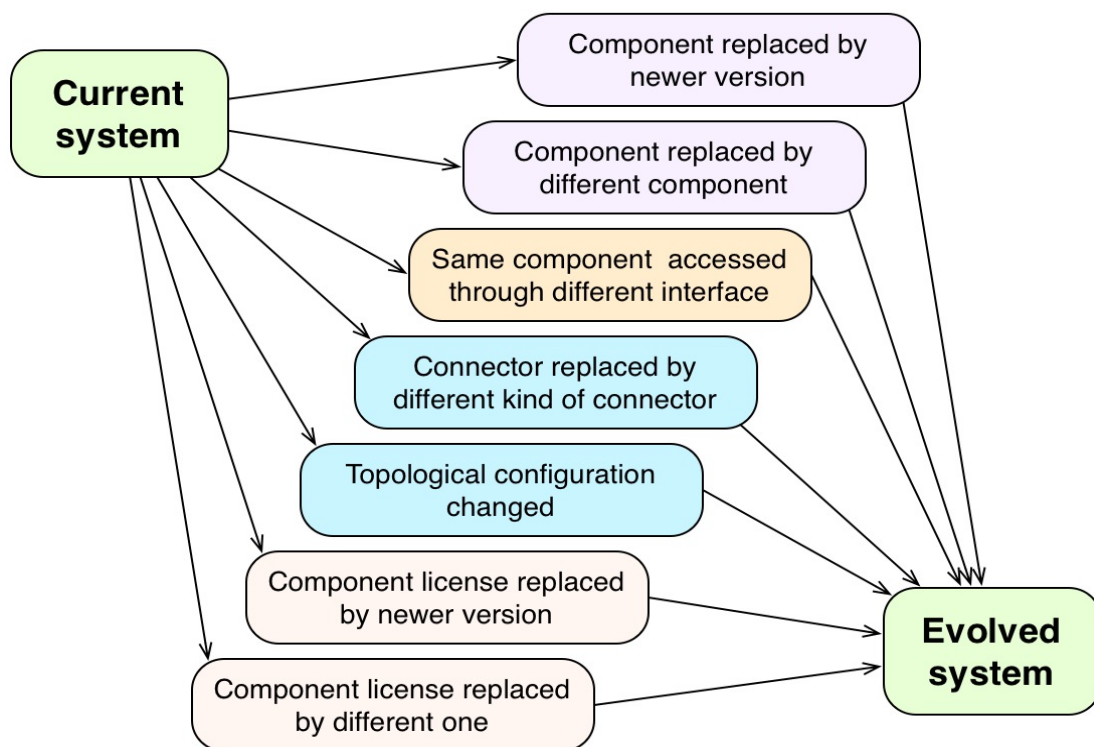 Current
system
Component replaced by
newer version
Component replaced by
different component
Same component  accessed
through different interface
Connector replaced by
different kind of connector
Topological configuration
changed
Component license replaced
by newer version
Component license replaced
by different one
Evolved
system